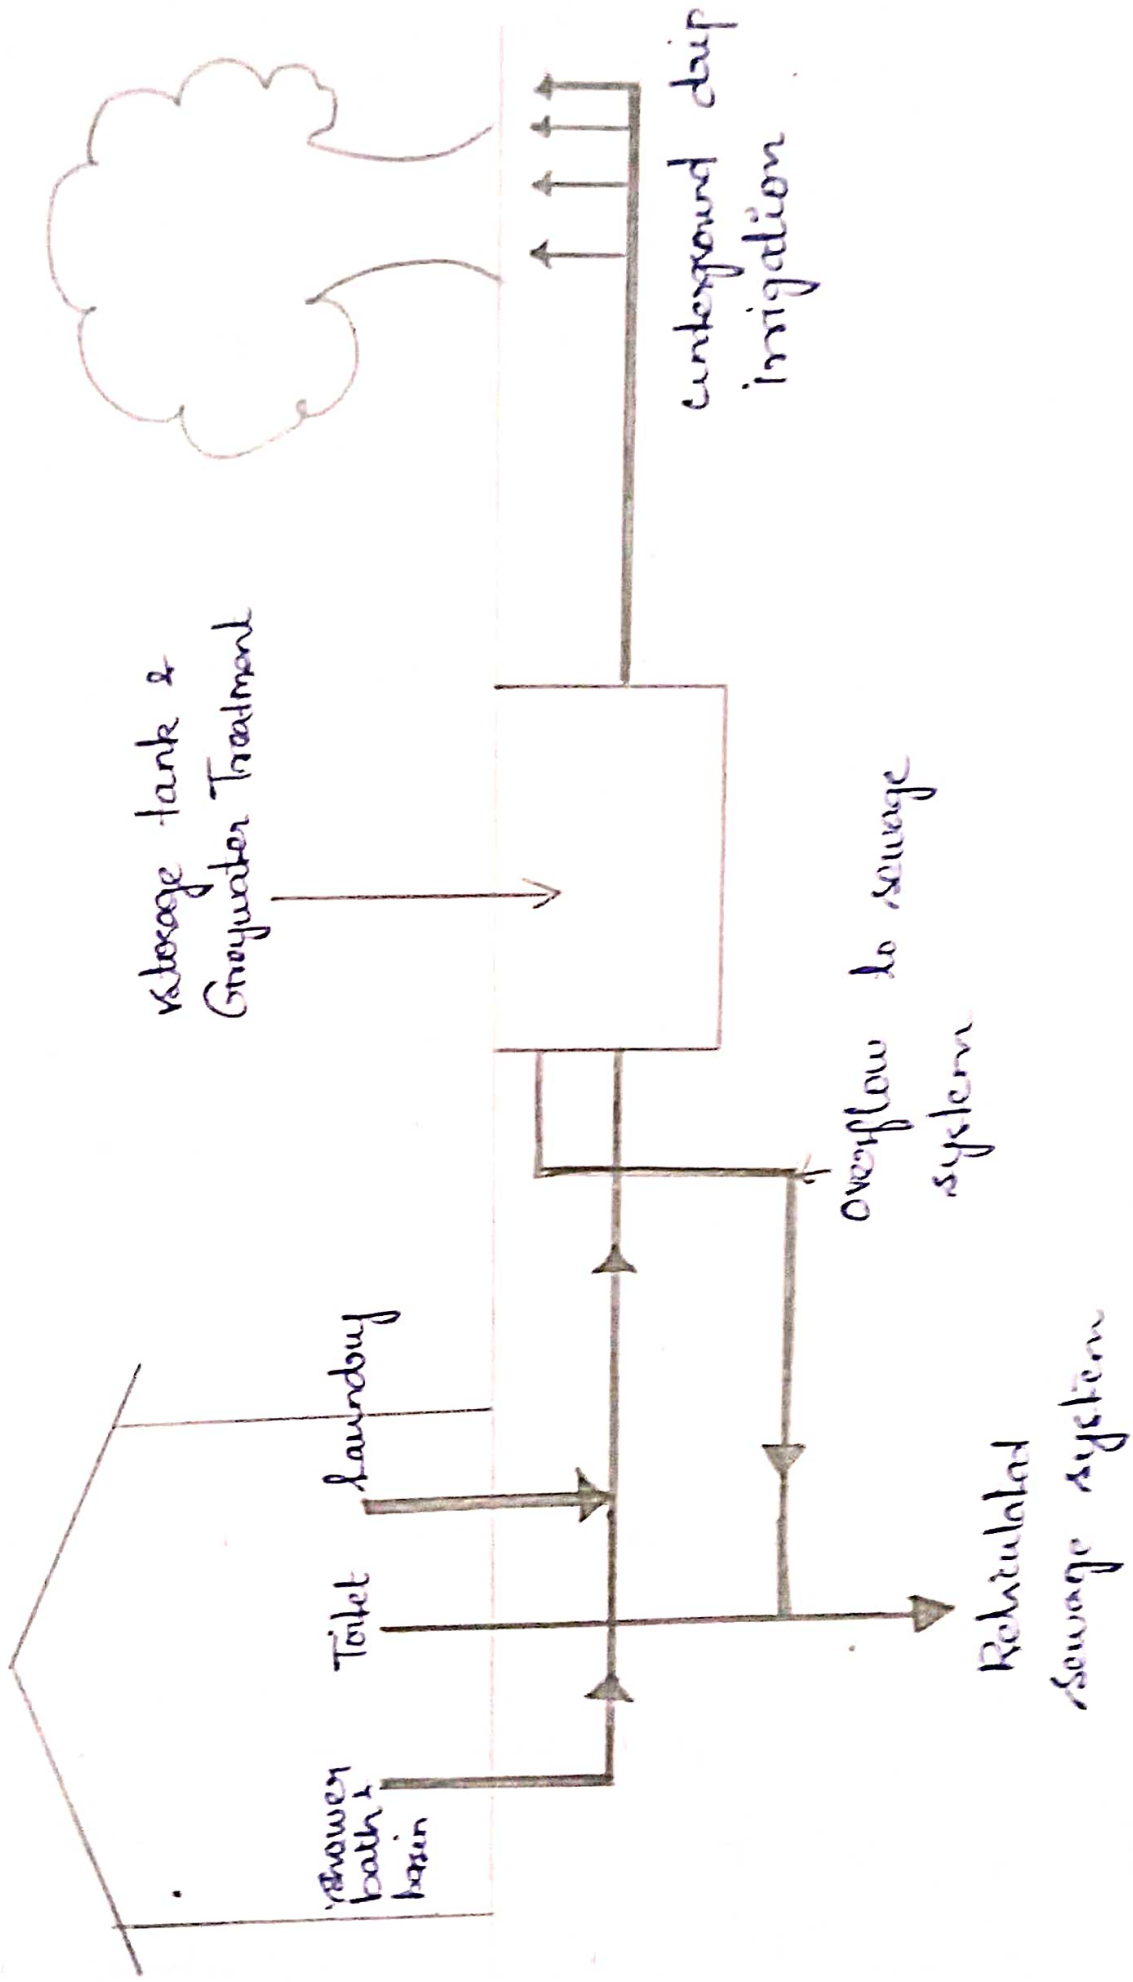 Storage tank &
Greywater Treatment
Shower
bath &
basin
Toilet
Laundry
underground drip
irrigation
Overflow to sewage
system
Reticulated
sewage system